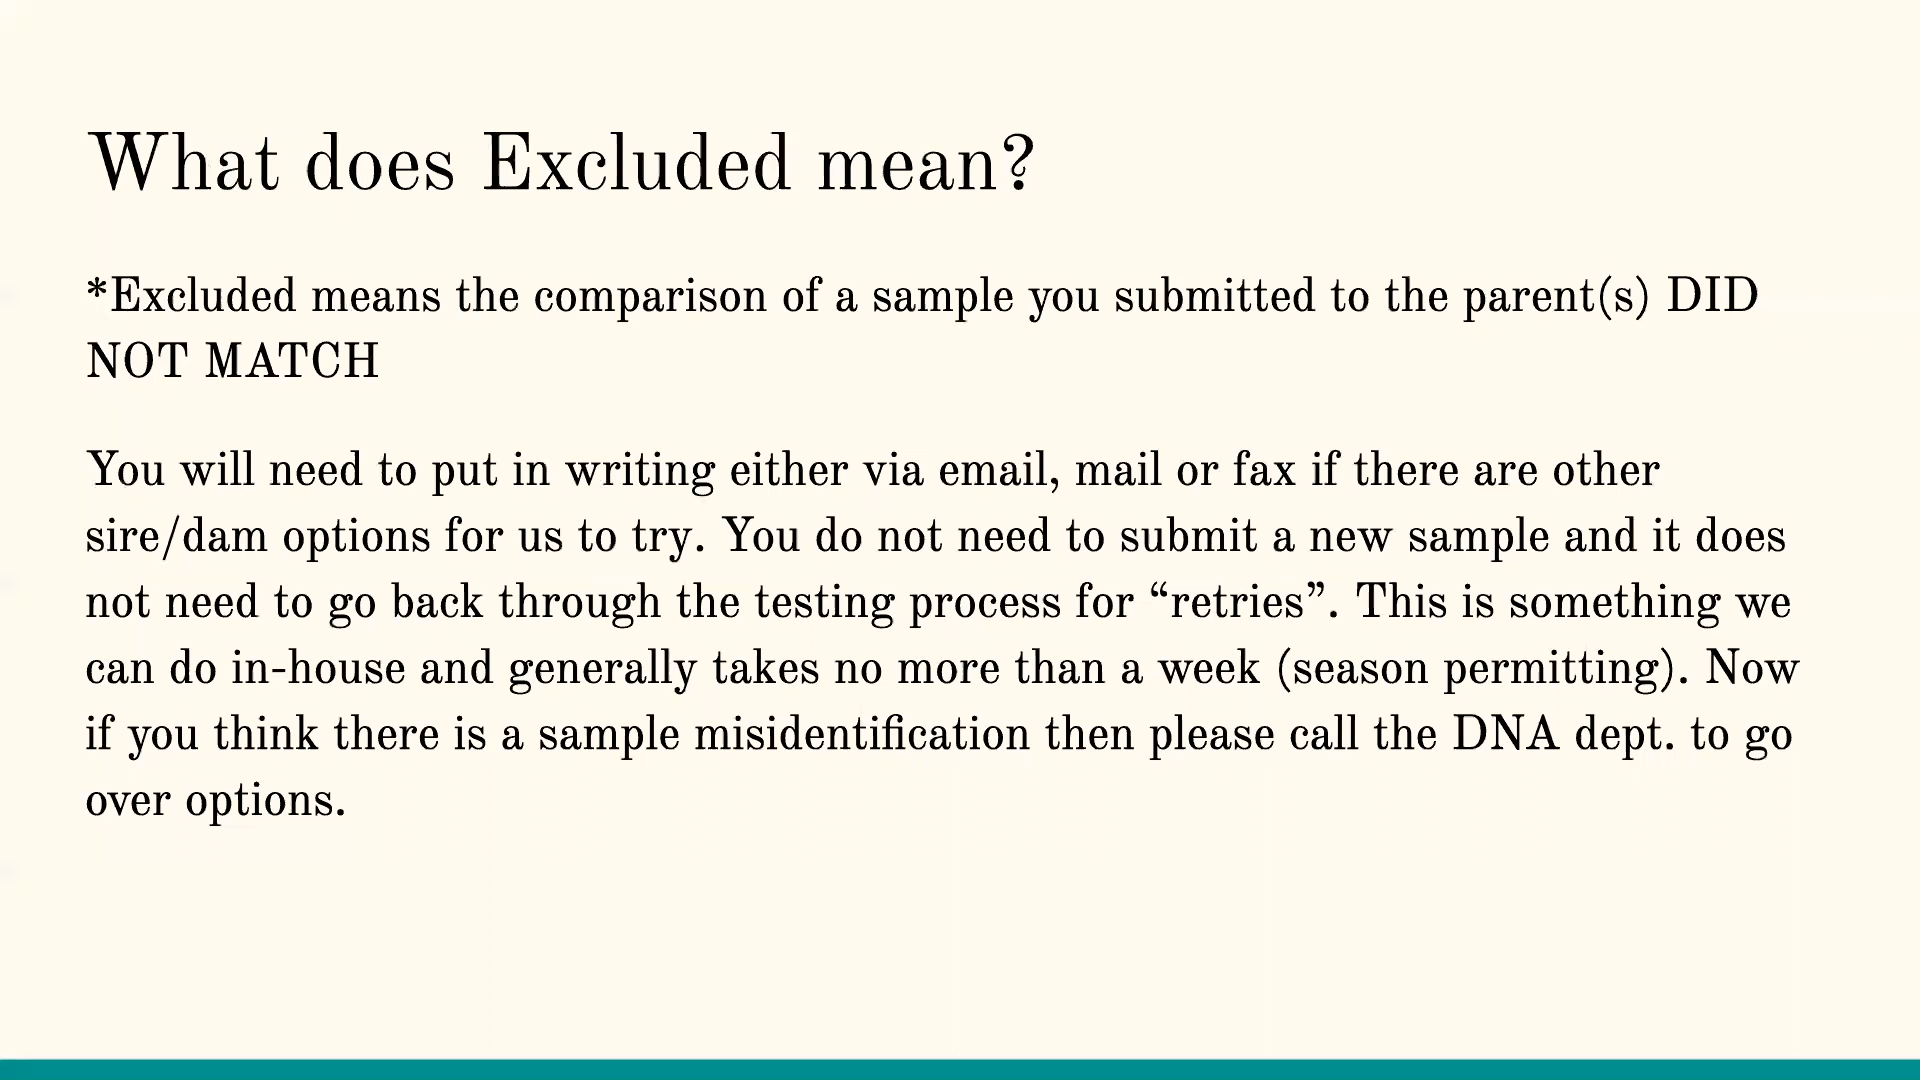 What does Excluded mean?
*Excluded means the comparison of a sample you submitted to the parent(s) DID
NOT MATCH
You will need to put in writing either via email, mail or fax if there are other
sire/dam options for us to try. You do not need to submit a new sample and it does
not need to go back through the testing process for “retries”. This is something we
can do in-house and generally takes no more than a week (season permitting). Now
if you think there is a sample misidentification then please call the DNA dept. to go
over options.